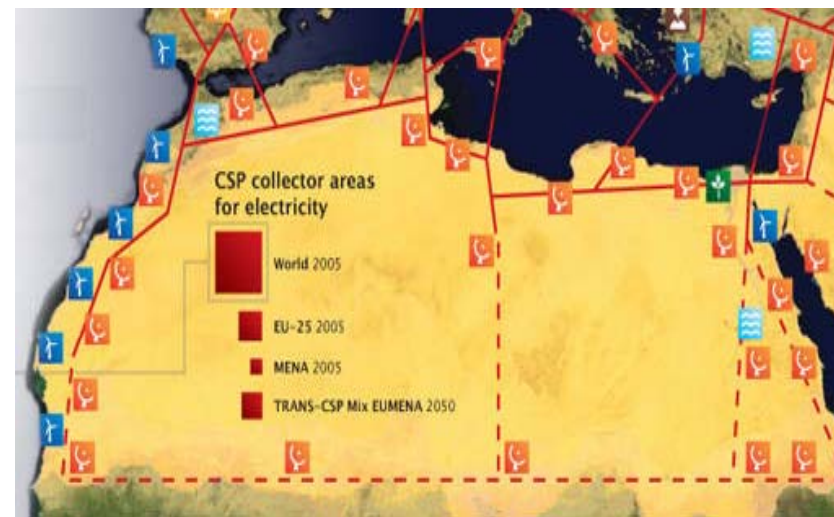 CSP collector areas
for electricity
World 2005
EU-25 2005
MENA 2005
TRANS-CSP Mix EUMENA 2050